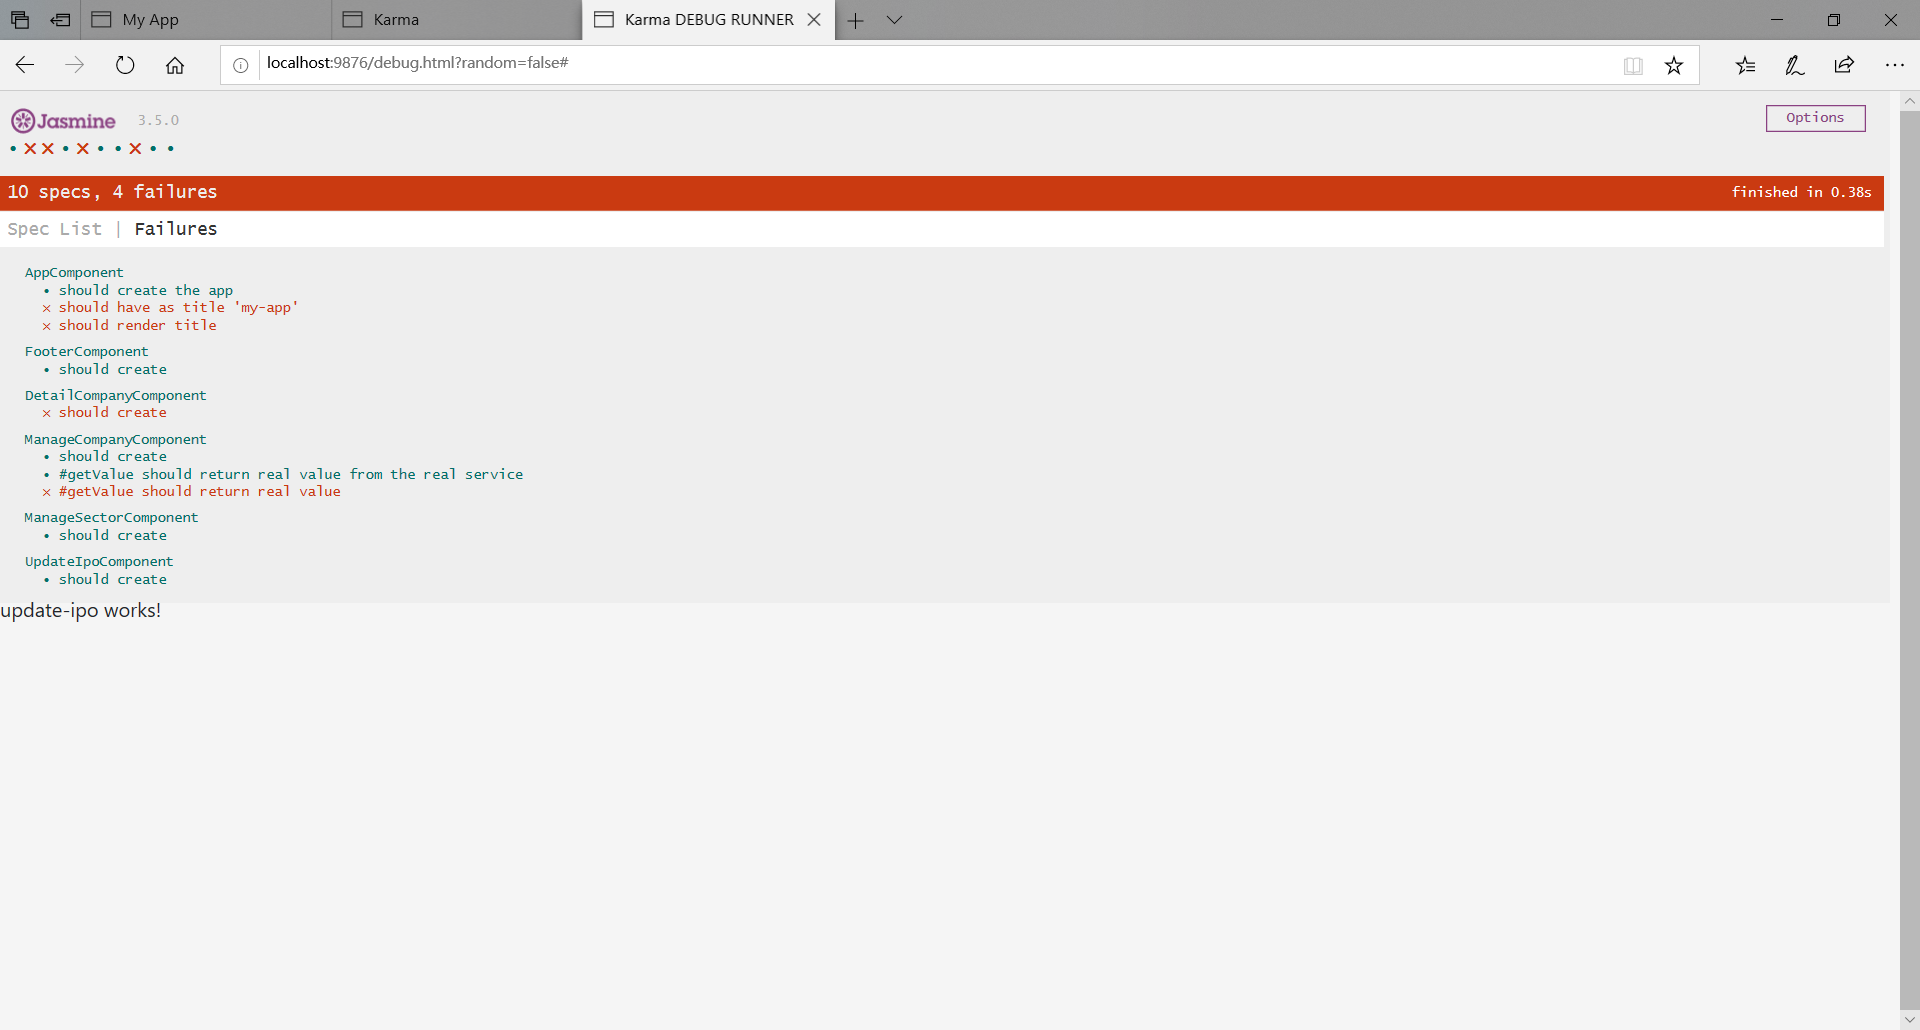 My App
Karma
Karma DEBUG RUNNER
localhost:9876/debug.html?random=false#
Jasmine 3.5.0
Options
• × × • × • • × • •
10 specs, 4 failures
finished in 0.38s
Spec List | Failures
AppComponent
• should create the app
× should have as title 'my-app'
× should render title
FooterComponent
• should create
DetailCompanyComponent
× should create
ManageCompanyComponent
• should create
• #getValue should return real value from the real service
× #getValue should return real value
ManageSectorComponent
• should create
UpdateIpoComponent
• should create
update-ipo works!